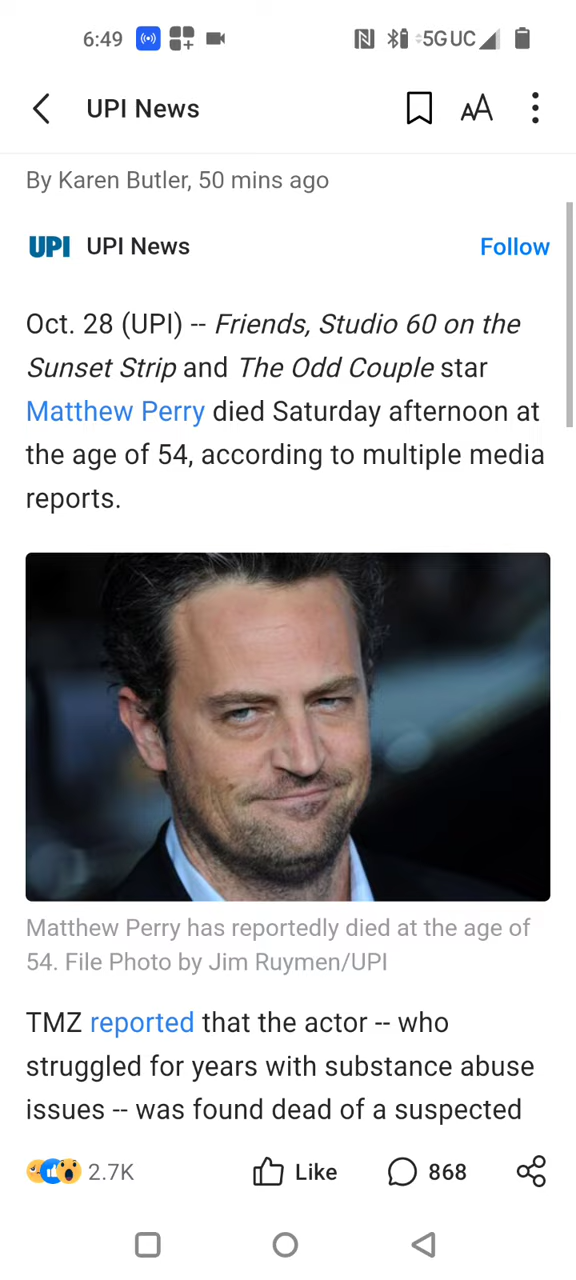 6:49 5G UC
UPI News
By Karen Butler, 50 mins ago
UPI UPI News Follow
Oct. 28 (UPI) -- Friends, Studio 60 on the
Sunset Strip and The Odd Couple star
Matthew Perry died Saturday afternoon at
the age of 54, according to multiple media
reports.
Matthew Perry has reportedly died at the age of
54. File Photo by Jim Ruymen/UPI
TMZ reported that the actor -- who
struggled for years with substance abuse
issues -- was found dead of a suspected
2.7K Like 868